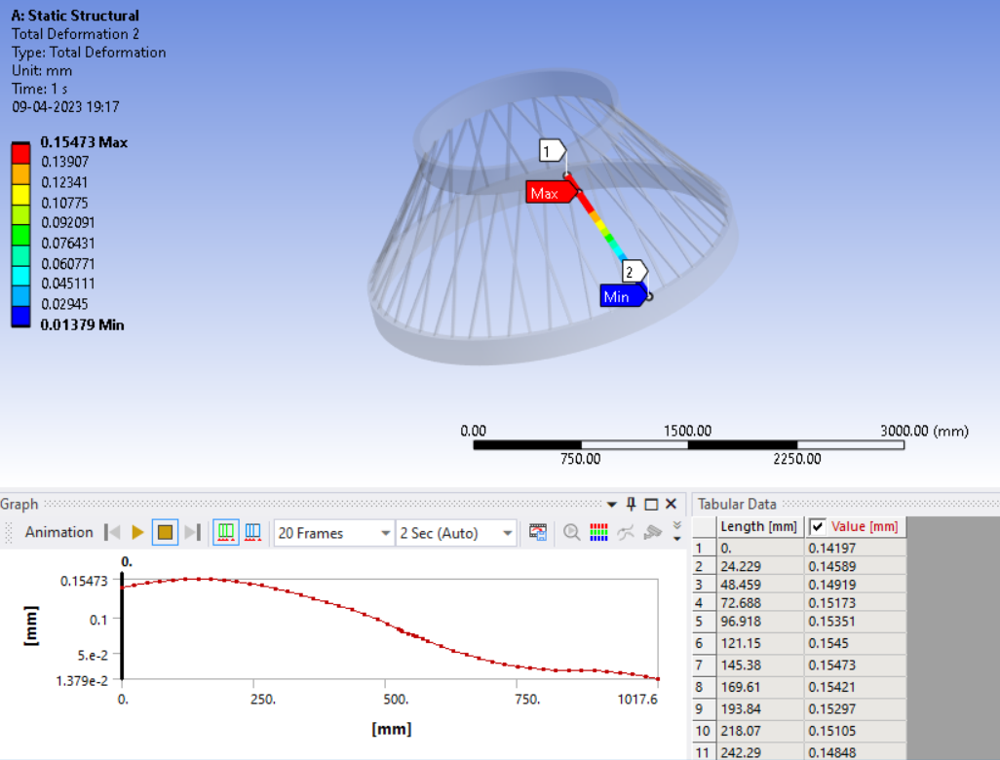 A: Static Structural
Total Deformation 2
Type: Total Deformation
Unit: mm
Time: 1 s
09-04-2023 19:17
0.15473 Max
0.13907
0.12341
0.10775
0.092091
0.076431
0.060771
0.045111
0.02945
0.01379 Min
1
Max
2
Min
0.00 1500.00 3000.00 (mm)
750.00 2250.00
Graph
Animation 20 Frames 2 Sec (Auto)
0.
0.15473
0.1
5.e-2
1.379e-2
[mm]
0. 250. 500. 750. 1017.6
[mm]
Tabular Data
Length [mm] Value [mm]
1 0. 0.14197
2 24.229 0.14589
3 48.459 0.14919
4 72.688 0.15173
5 96.918 0.15351
6 121.15 0.1545
7 145.38 0.15473
8 169.61 0.15421
9 193.84 0.15297
10 218.07 0.15105
11 242.29 0.14848